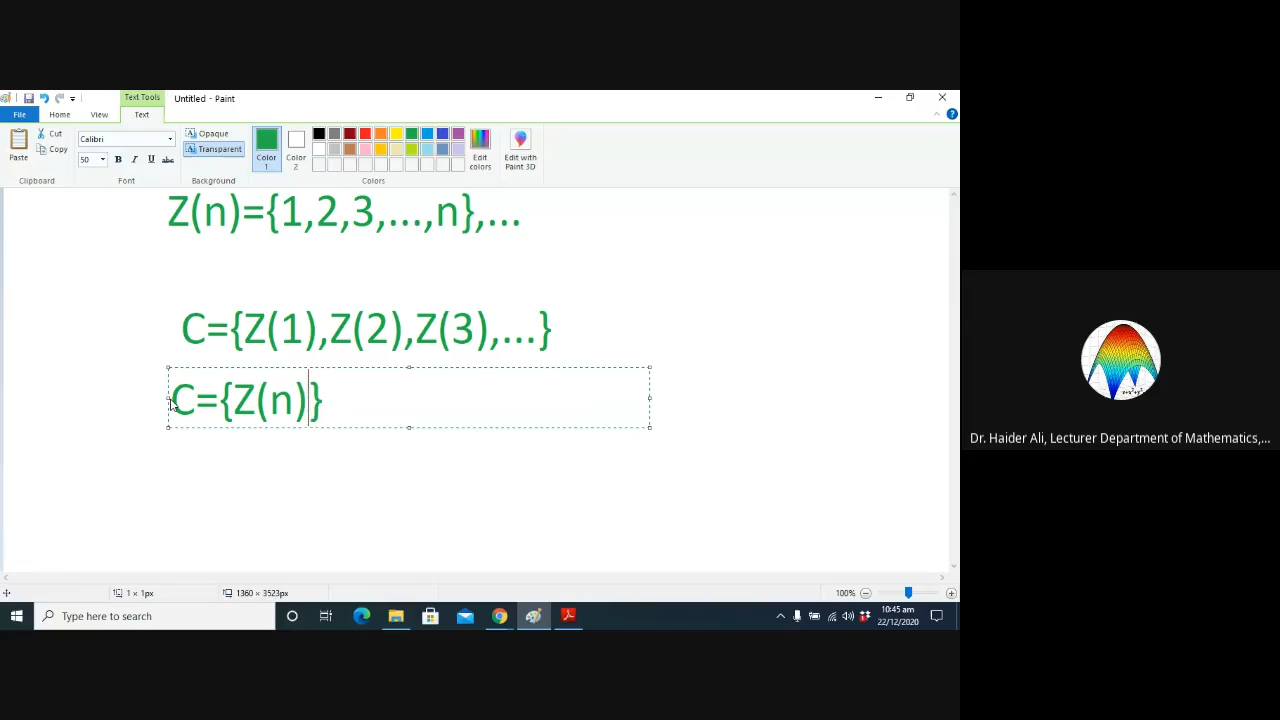 Text Tools
Untitled - Paint
File Home View Text
Paste
Cut
Copy
Clipboard
Calibri
50 B I U abc
Font
Opaque
Transparent
Background
Color 1
Color 2
Edit colors
Edit with Paint 3D
Colors
Z(n)={1,2,3,...,n},...
C={Z(1),Z(2),Z(3),...}
C={Z(n)}
Dr. Haider Ali, Lecturer Department of Mathematics,...
1 × 1px
1360 × 3523px
100%
Type here to search
10:45 am
22/12/2020